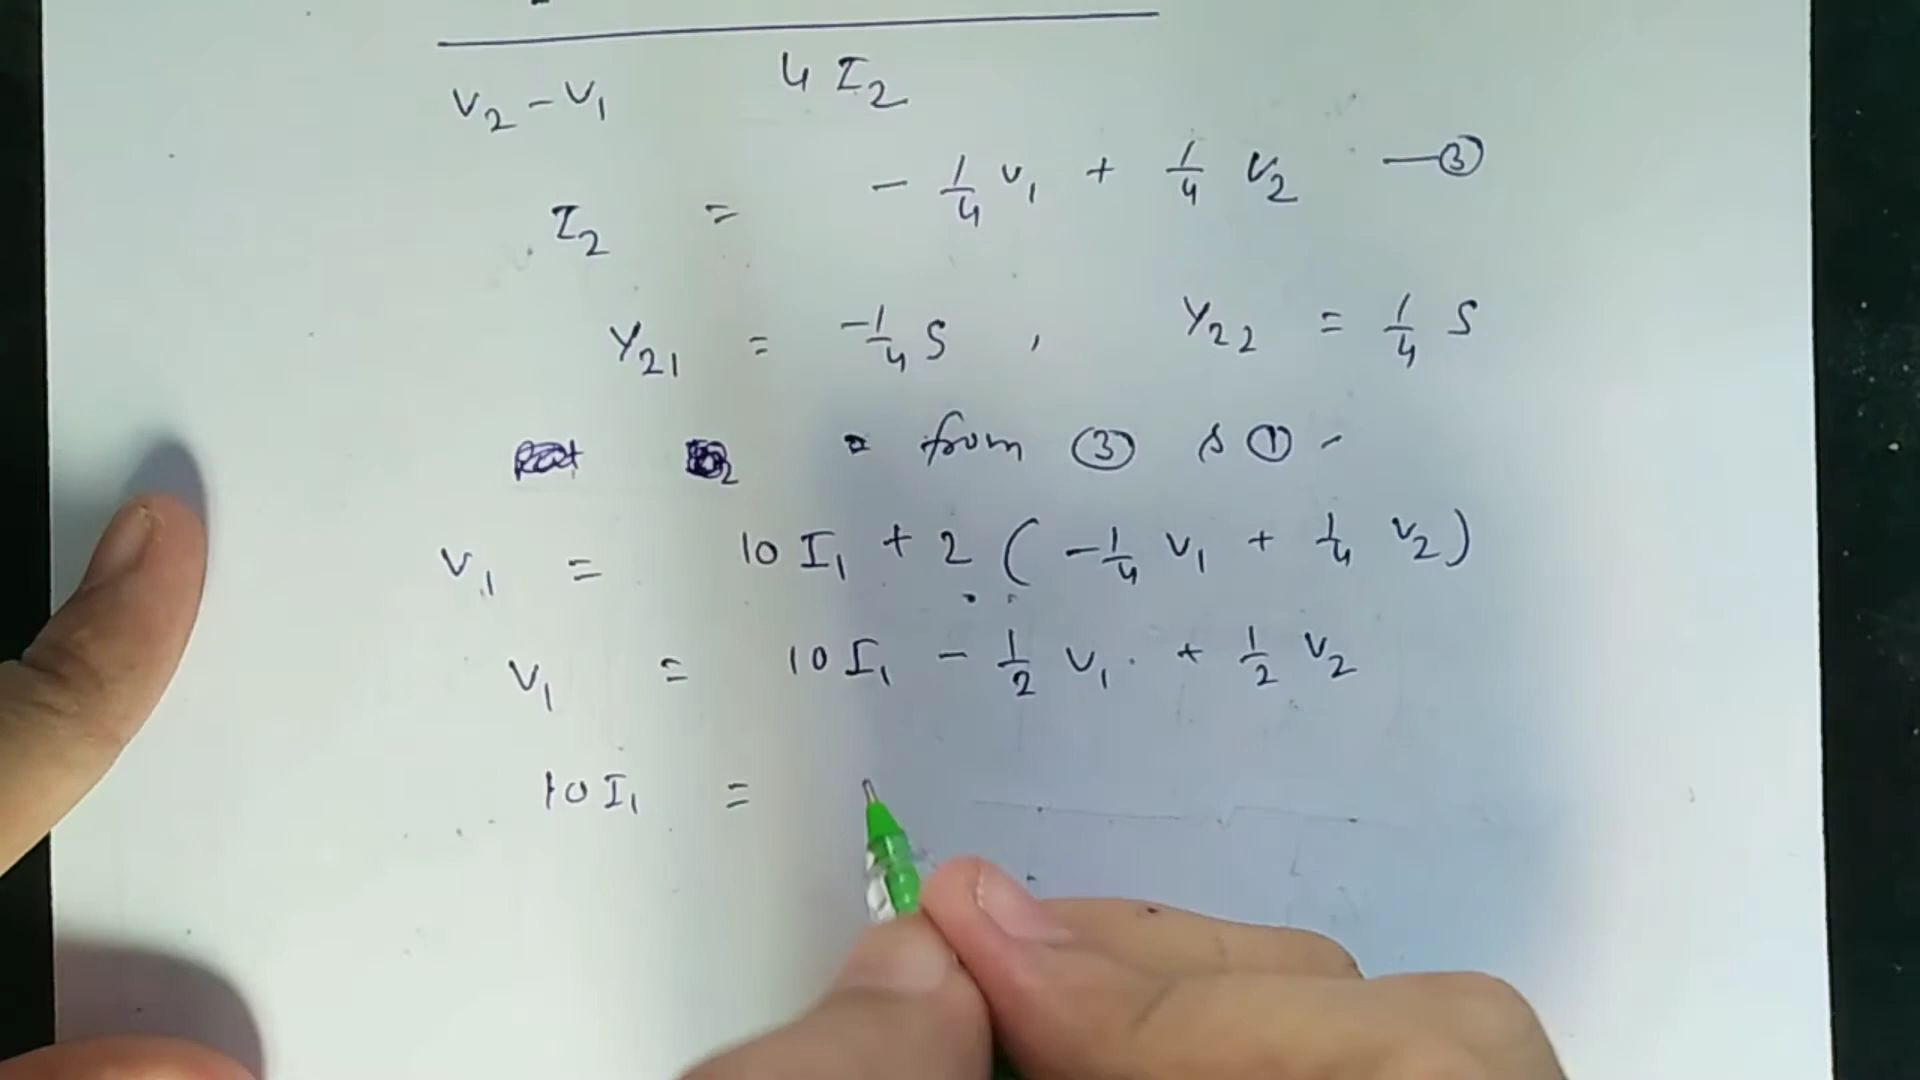 V₂ - V₁ 4 I₂
I₂ = - 1/4 V₁ + 1/4 V₂ —③
Y₂₁ = -1/4 S , Y₂₂ = 1/4 S
from ③ & ① -
V₁ = 10 I₁ + 2 ( -1/4 V₁ + 1/4 V₂ )
V₁ = 10 I₁ - 1/2 V₁ + 1/2 V₂
10 I₁ =